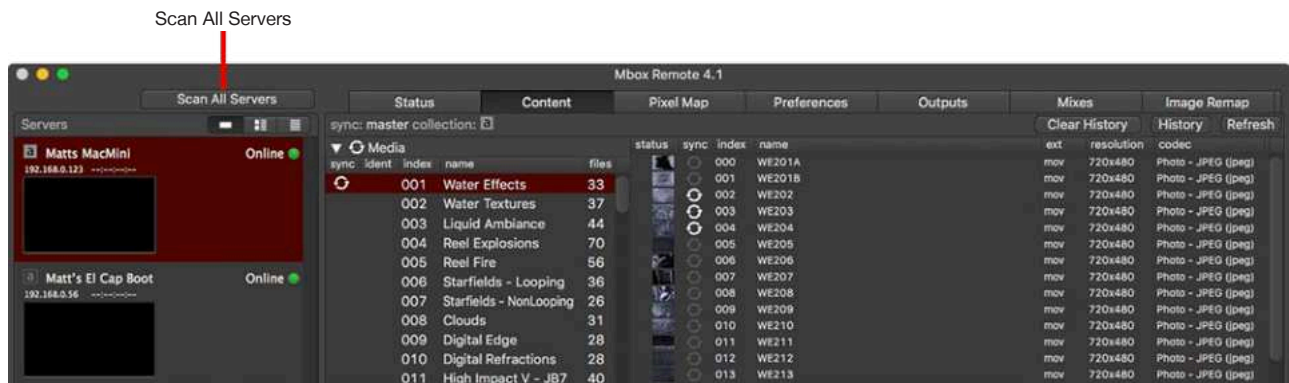 Scan All Servers
Mbox Remote 4.1
Scan All Servers Status Content Pixel Map Preferences Outputs Mixes Image Remap
Servers sync: master collection: Clear History History Refresh
a Matts MacMini Online
192.168.0.123 --:--:--:--
a Matt's El Cap Boot Online
192.168.0.56 --:--:--:--
Media
sync ident index name files
001 Water Effects 33
002 Water Textures 37
003 Liquid Ambiance 44
004 Reel Explosions 70
005 Reel Fire 56
006 Starfields - Looping 36
007 Starfields - NonLooping 26
008 Clouds 31
009 Digital Edge 28
010 Digital Refractions 28
011 High Impact V - JB7 40
status sync index name ext resolution codec
000 WE201A mov 720x480 Photo - JPEG (jpeg)
001 WE201B mov 720x480 Photo - JPEG (jpeg)
002 WE202 mov 720x480 Photo - JPEG (jpeg)
003 WE203 mov 720x480 Photo - JPEG (jpeg)
004 WE204 mov 720x480 Photo - JPEG (jpeg)
005 WE205 mov 720x480 Photo - JPEG (jpeg)
006 WE206 mov 720x480 Photo - JPEG (jpeg)
007 WE207 mov 720x480 Photo - JPEG (jpeg)
008 WE208 mov 720x480 Photo - JPEG (jpeg)
009 WE209 mov 720x480 Photo - JPEG (jpeg)
010 WE210 mov 720x480 Photo - JPEG (jpeg)
011 WE211 mov 720x480 Photo - JPEG (jpeg)
012 WE212 mov 720x480 Photo - JPEG (jpeg)
013 WE213 mov 720x480 Photo - JPEG (jpeg)